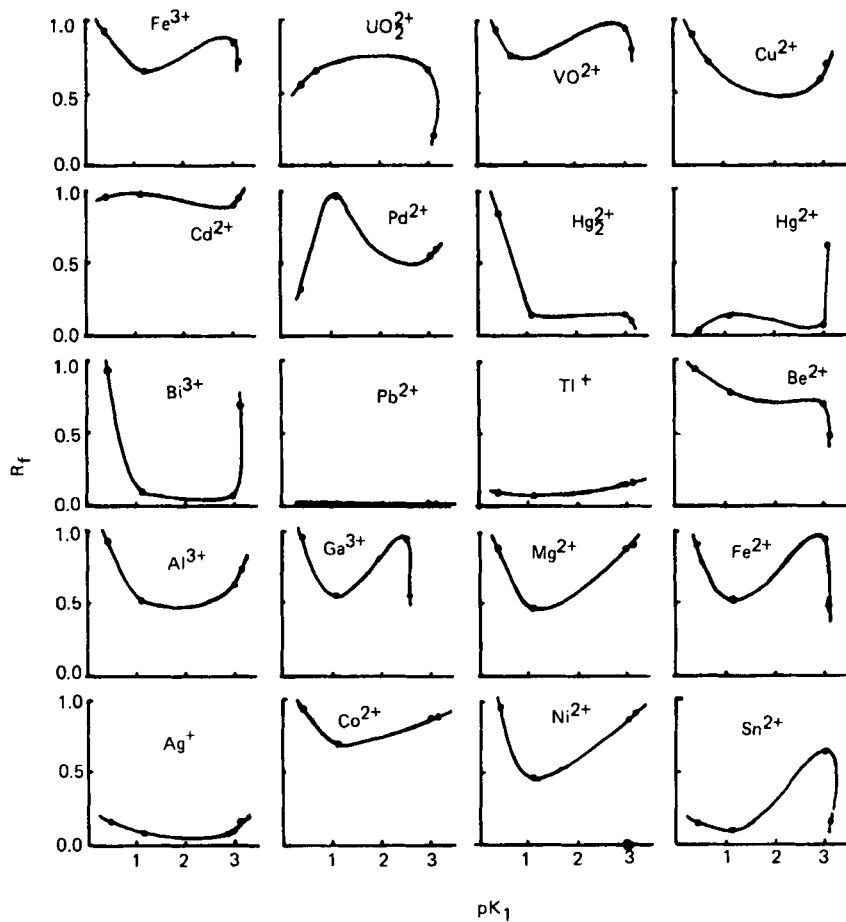 1.0 Fe3+ UO2 2+ VO2+ Cu2+
0.5
0.0
1.0 Cd2+ Pd2+ Hg2 2+ Hg2+
0.5
0
1.0 Bi3+ Pb2+ Tl+ Be2+
0.5
0.0
Rf
1.0 Al3+ Ga3+ Mg2+ Fe2+
0.5
0.0
1.0 Ag+ Co2+ Ni2+ Sn2+
0.5
0.0
1 2 3 1 2 3 1 2 3 1 2 3
pK1